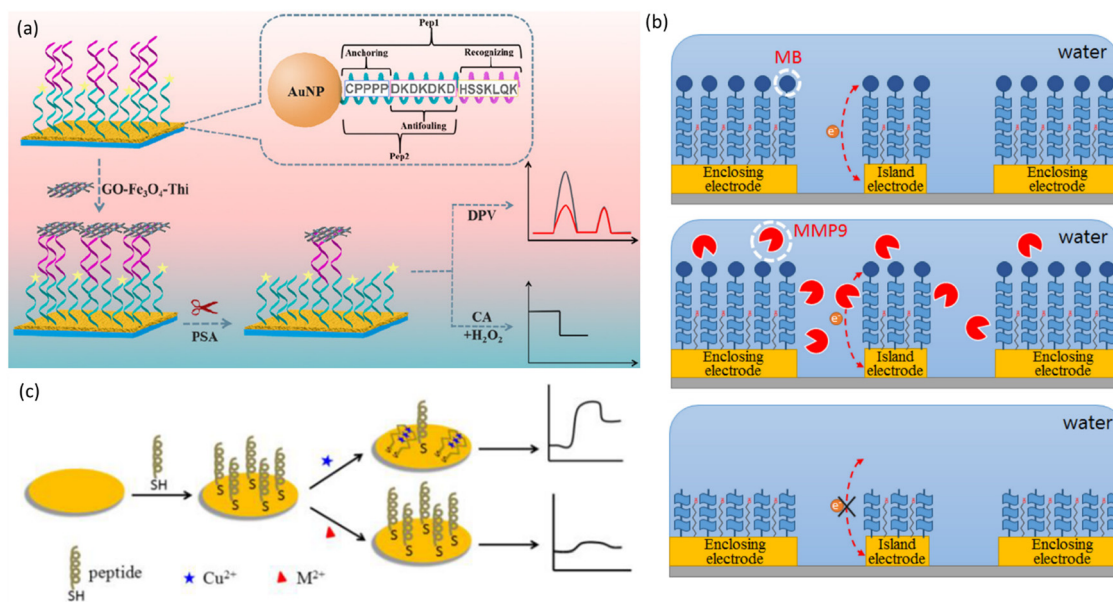 (a)
Pep1
Anchoring
Recognizing
AuNP
CPPPP DKDKDKD HSSKLQK
Antifouling
Pep2
GO-Fe₃O₄-Thi
PSA
DPV
CA
+H₂O₂
(b)
water
MB
e⁻
Enclosing
electrode
Island
electrode
Enclosing
electrode
water
MMP9
e⁻
Enclosing
electrode
Island
electrode
Enclosing
electrode
water
e⁻
Enclosing
electrode
Island
electrode
Enclosing
electrode
(c)
SH
S S S S S
S
S S S S S
SH
peptide
Cu²⁺
M²⁺